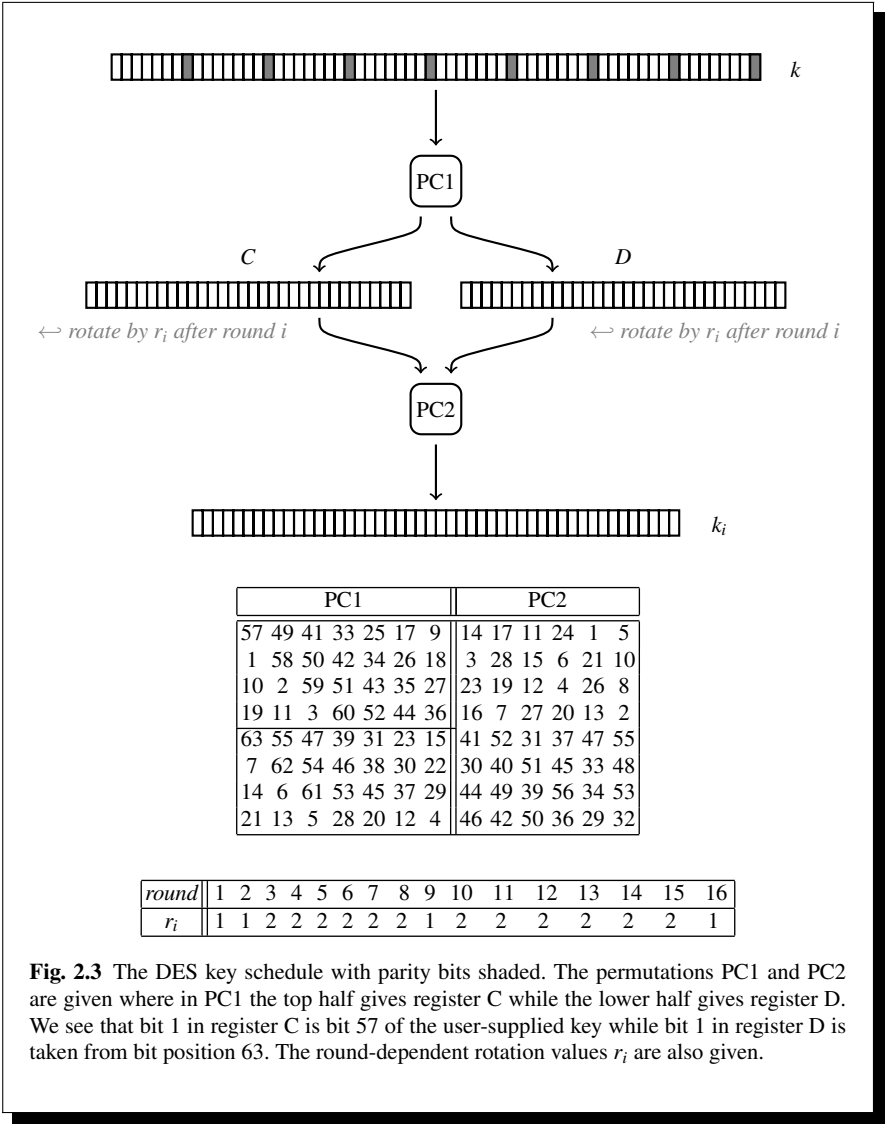 k
PC1
C D
↩ rotate by ri after round i ↩ rotate by ri after round i
PC2
ki
PC1 PC2
57 49 41 33 25 17 9 14 17 11 24 1 5
1 58 50 42 34 26 18 3 28 15 6 21 10
10 2 59 51 43 35 27 23 19 12 4 26 8
19 11 3 60 52 44 36 16 7 27 20 13 2
63 55 47 39 31 23 15 41 52 31 37 47 55
7 62 54 46 38 30 22 30 40 51 45 33 48
14 6 61 53 45 37 29 44 49 39 56 34 53
21 13 5 28 20 12 4 46 42 50 36 29 32
round 1 2 3 4 5 6 7 8 9 10 11 12 13 14 15 16
ri 1 1 2 2 2 2 2 2 1 2 2 2 2 2 2 1
Fig. 2.3 The DES key schedule with parity bits shaded. The permutations PC1 and PC2
are given where in PC1 the top half gives register C while the lower half gives register D.
We see that bit 1 in register C is bit 57 of the user-supplied key while bit 1 in register D is
taken from bit position 63. The round-dependent rotation values ri are also given.